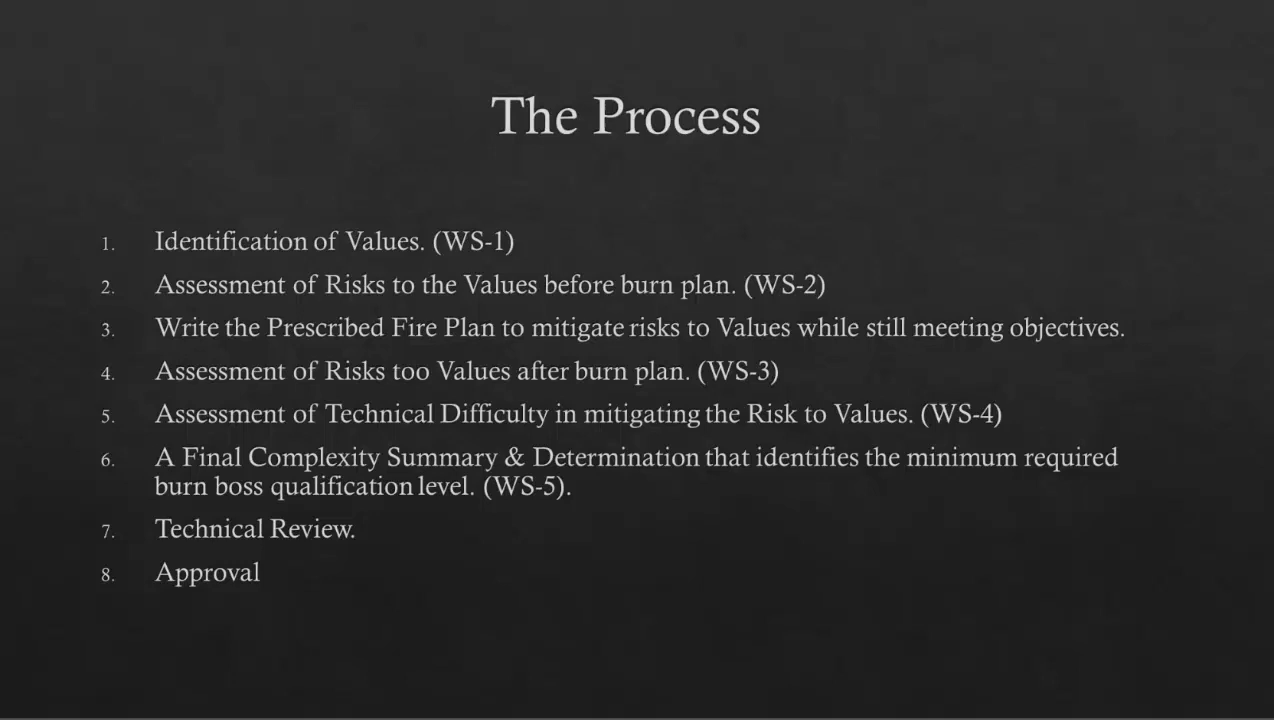 The Process
1. Identification of Values. (WS-1)
2. Assessment of Risks to the Values before burn plan. (WS-2)
3. Write the Prescribed Fire Plan to mitigate risks to Values while still meeting objectives.
4. Assessment of Risks too Values after burn plan. (WS-3)
5. Assessment of Technical Difficulty in mitigating the Risk to Values. (WS-4)
6. A Final Complexity Summary & Determination that identifies the minimum required
burn boss qualification level. (WS-5).
7. Technical Review.
8. Approval